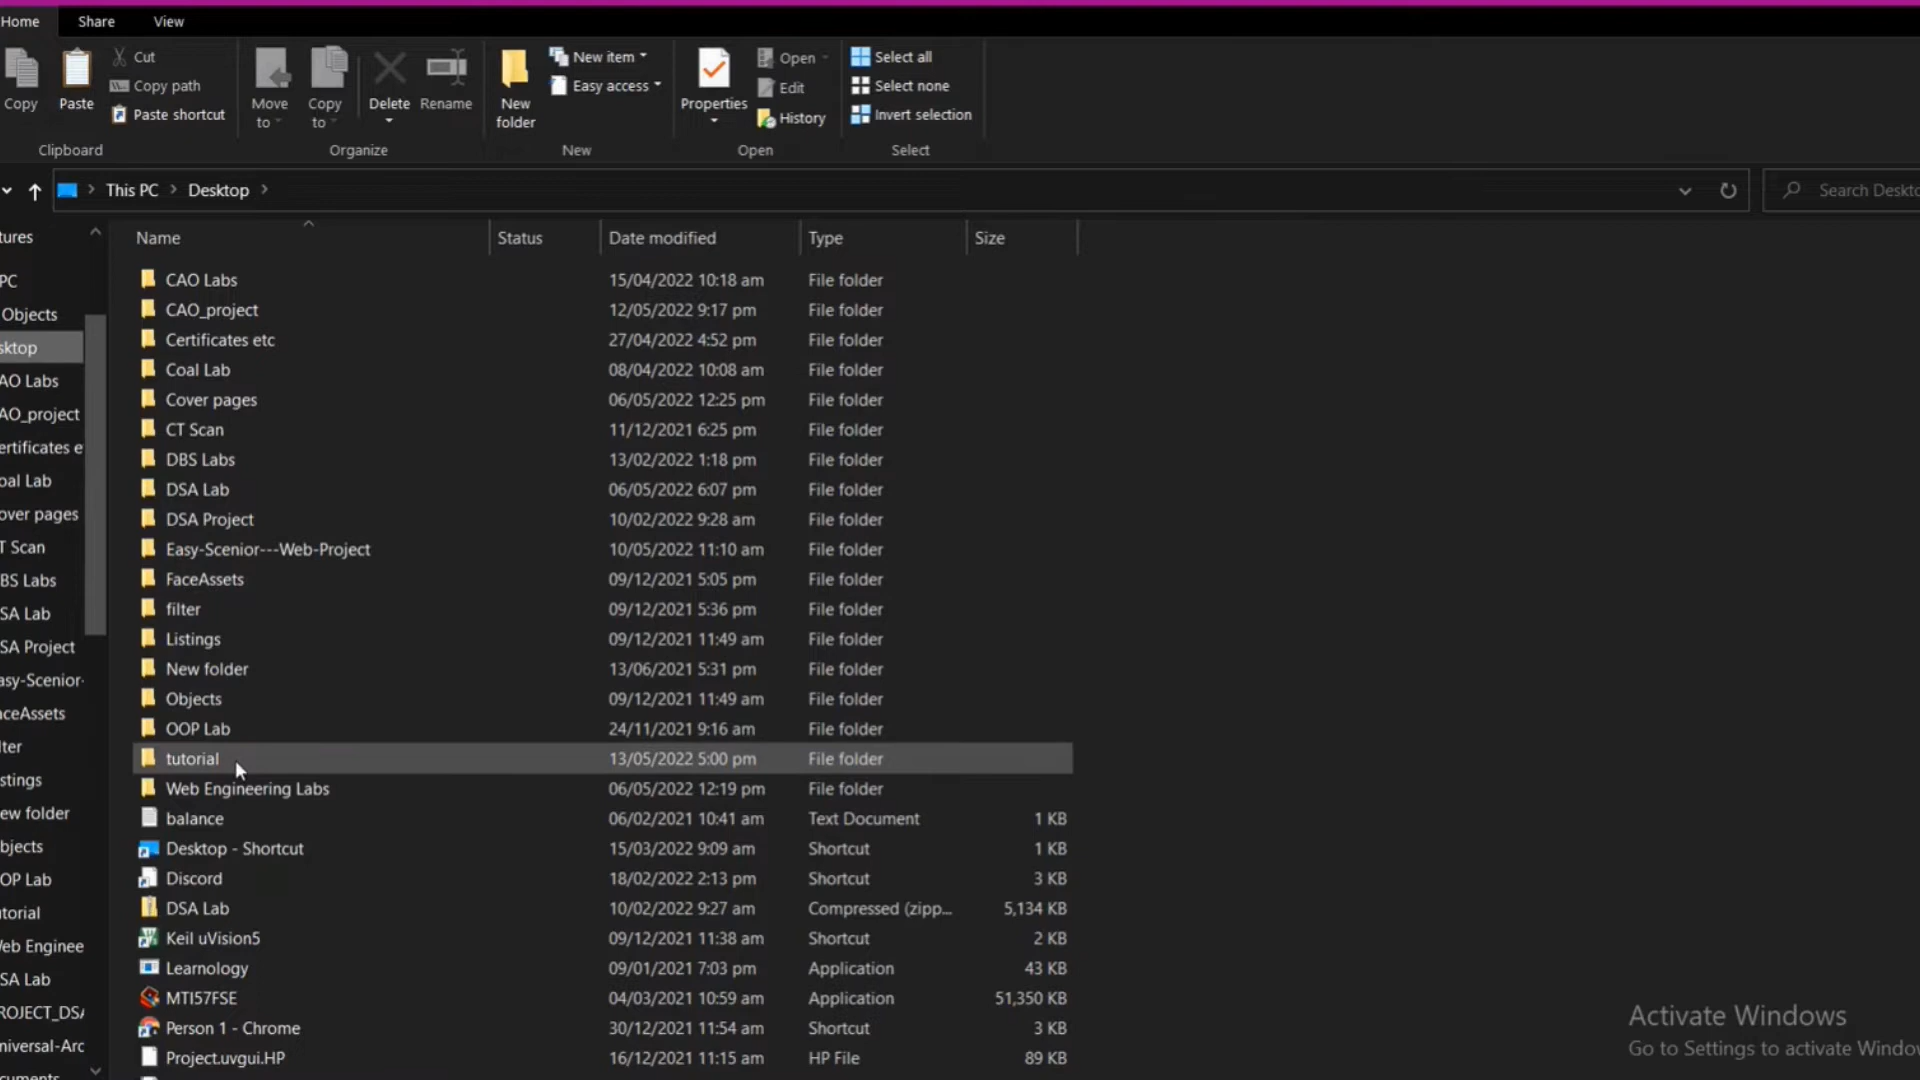 Home Share View
Copy Paste Cut
Copy path
Paste shortcut
Clipboard
Move to Copy to Delete Rename
Organize
New folder New item
Easy access
New
Properties Open
Edit
History
Open
Select all
Select none
Invert selection
Select
This PC Desktop
Search Deskto
tures
PC
Objects
sktop
AO Labs
AO_project
ertificates e
oal Lab
over pages
T Scan
BS Labs
SA Lab
SA Project
asy-Scenior-
aceAssets
lter
stings
ew folder
bjects
OP Lab
torial
eb Enginee
SA Lab
ROJECT_DSA
niversal-Arc
Name Status Date modified Type Size
CAO Labs 15/04/2022 10:18 am File folder
CAO_project 12/05/2022 9:17 pm File folder
Certificates etc 27/04/2022 4:52 pm File folder
Coal Lab 08/04/2022 10:08 am File folder
Cover pages 06/05/2022 12:25 pm File folder
CT Scan 11/12/2021 6:25 pm File folder
DBS Labs 13/02/2022 1:18 pm File folder
DSA Lab 06/05/2022 6:07 pm File folder
DSA Project 10/02/2022 9:28 am File folder
Easy-Scenior---Web-Project 10/05/2022 11:10 am File folder
FaceAssets 09/12/2021 5:05 pm File folder
filter 09/12/2021 5:36 pm File folder
Listings 09/12/2021 11:49 am File folder
New folder 13/06/2021 5:31 pm File folder
Objects 09/12/2021 11:49 am File folder
OOP Lab 24/11/2021 9:16 am File folder
tutorial 13/05/2022 5:00 pm File folder
Web Engineering Labs 06/05/2022 12:19 pm File folder
balance 06/02/2021 10:41 am Text Document 1 KB
Desktop - Shortcut 15/03/2022 9:09 am Shortcut 1 KB
Discord 18/02/2022 2:13 pm Shortcut 3 KB
DSA Lab 10/02/2022 9:27 am Compressed (zipp... 5,134 KB
Keil uVision5 09/12/2021 11:38 am Shortcut 2 KB
Learnology 09/01/2021 7:03 pm Application 43 KB
MTI57FSE 04/03/2021 10:59 am Application 51,350 KB
Person 1 - Chrome 30/12/2021 11:54 am Shortcut 3 KB
Project.uvgui.HP 16/12/2021 11:15 am HP File 89 KB
Activate Windows
Go to Settings to activate Windo